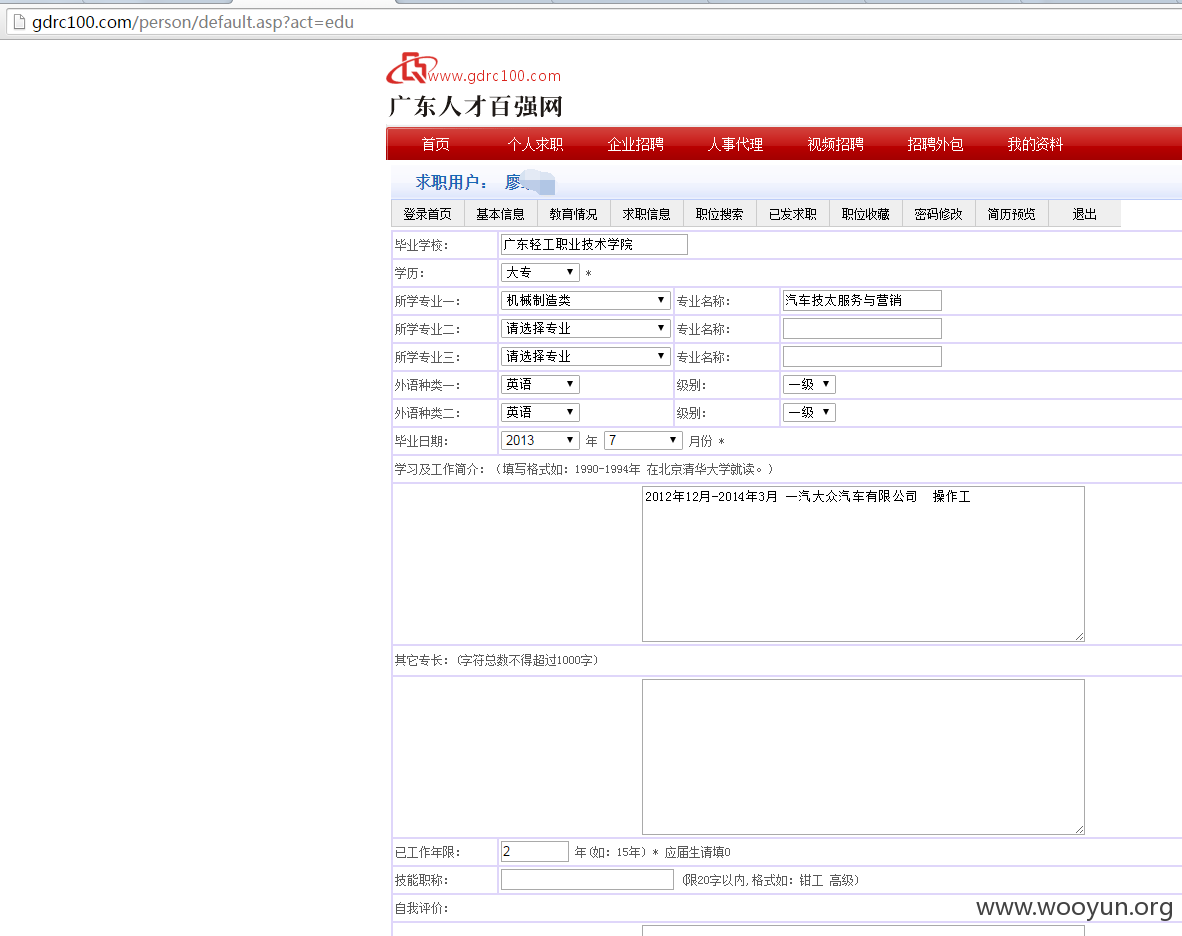 gdrc100.com/person/default.asp?act=edu
www.gdrc100.com
广东人才百强网
首页 个人求职 企业招聘 人事代理 视频招聘 招聘外包 我的资料
求职用户： 廖
登录首页 基本信息 教育情况 求职信息 职位搜索 已发求职 职位收藏 密码修改 简历预览 退出
毕业学校: 广东轻工职业技术学院
学历: 大专 *
所学专业一: 机械制造类 专业名称: 汽车技太服务与营销
所学专业二: 请选择专业 专业名称:
所学专业三: 请选择专业 专业名称:
外语种类一: 英语 级别: 一级
外语种类二: 英语 级别: 一级
毕业日期: 2013 年 7 月份 *
学习及工作简介: （填写格式如: 1990-1994年 在北京清华大学就读。）
2012年12月-2014年3月 一汽大众汽车有限公司 操作工
其它专长: (字符总数不得超过1000字)
已工作年限: 2 年(如: 15年) * 应届生请填0
技能职称: (限20字以内,格式如: 钳工 高级)
自我评价:
www.wooyun.org